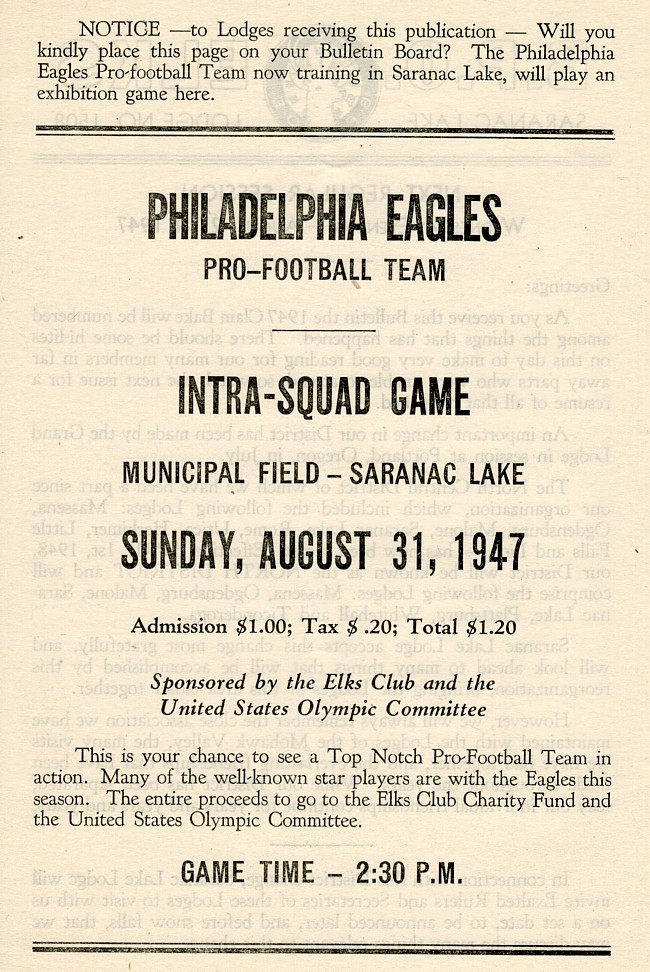 NOTICE —to Lodges receiving this publication — Will you
kindly place this page on your Bulletin Board? The Philadelphia
Eagles Pro-football Team now training in Saranac Lake, will play an
exhibition game here.
PHILADELPHIA EAGLES
PRO-FOOTBALL TEAM
INTRA-SQUAD GAME
MUNICIPAL FIELD – SARANAC LAKE
SUNDAY, AUGUST 31, 1947
Admission $1.00; Tax $ .20; Total $1.20
Sponsored by the Elks Club and the
United States Olympic Committee
This is your chance to see a Top Notch Pro-Football Team in
action. Many of the well-known star players are with the Eagles this
season. The entire proceeds to go to the Elks Club Charity Fund and
the United States Olympic Committee.
GAME TIME – 2:30 P.M.